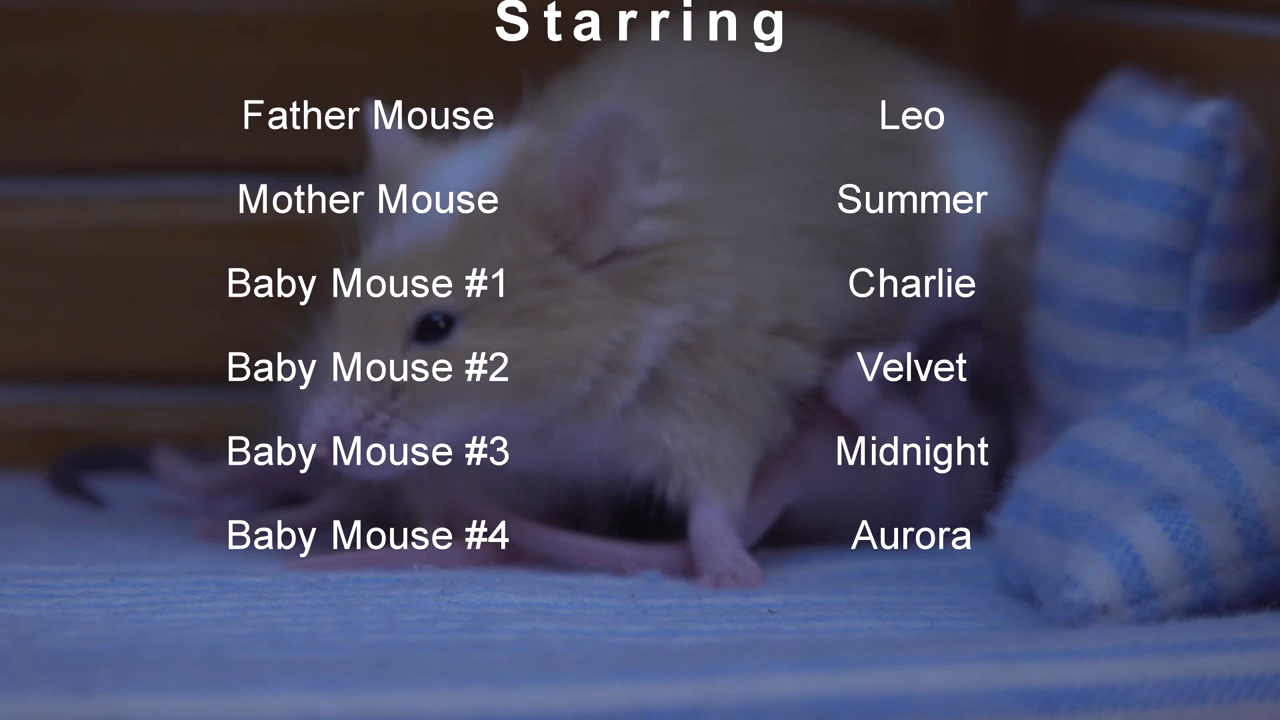 Starring
Father Mouse Leo
Mother Mouse Summer
Baby Mouse #1 Charlie
Baby Mouse #2 Velvet
Baby Mouse #3 Midnight
Baby Mouse #4 Aurora